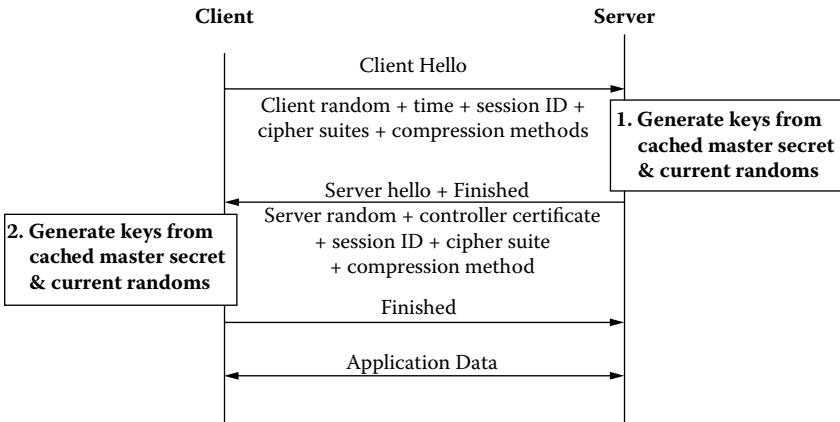 Client
Server
Client Hello
Client random + time + session ID +
cipher suites + compression methods
1. Generate keys from
cached master secret
& current randoms
Server hello + Finished
Server random + controller certificate
+ session ID + cipher suite
+ compression method
2. Generate keys from
cached master secret
& current randoms
Finished
Application Data